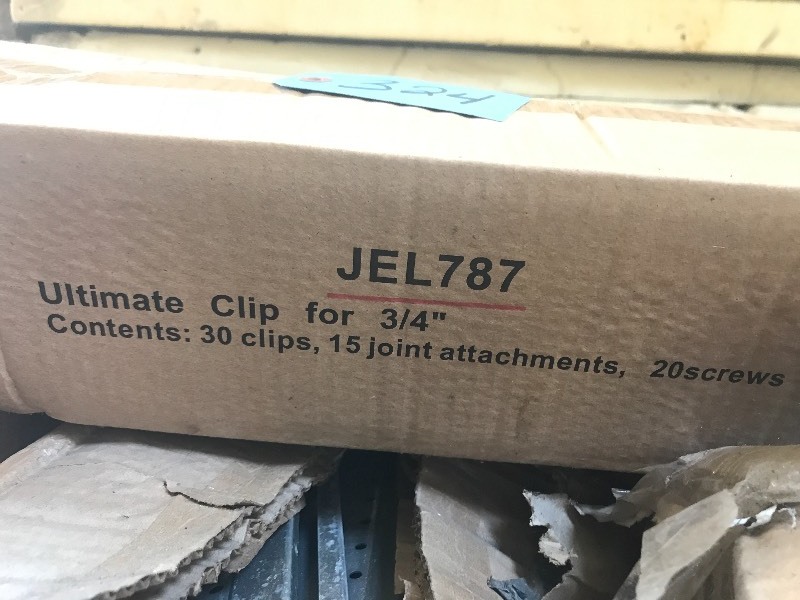 324
JEL787
Ultimate Clip for 3/4"
Contents: 30 clips, 15 joint attachments, 20screws